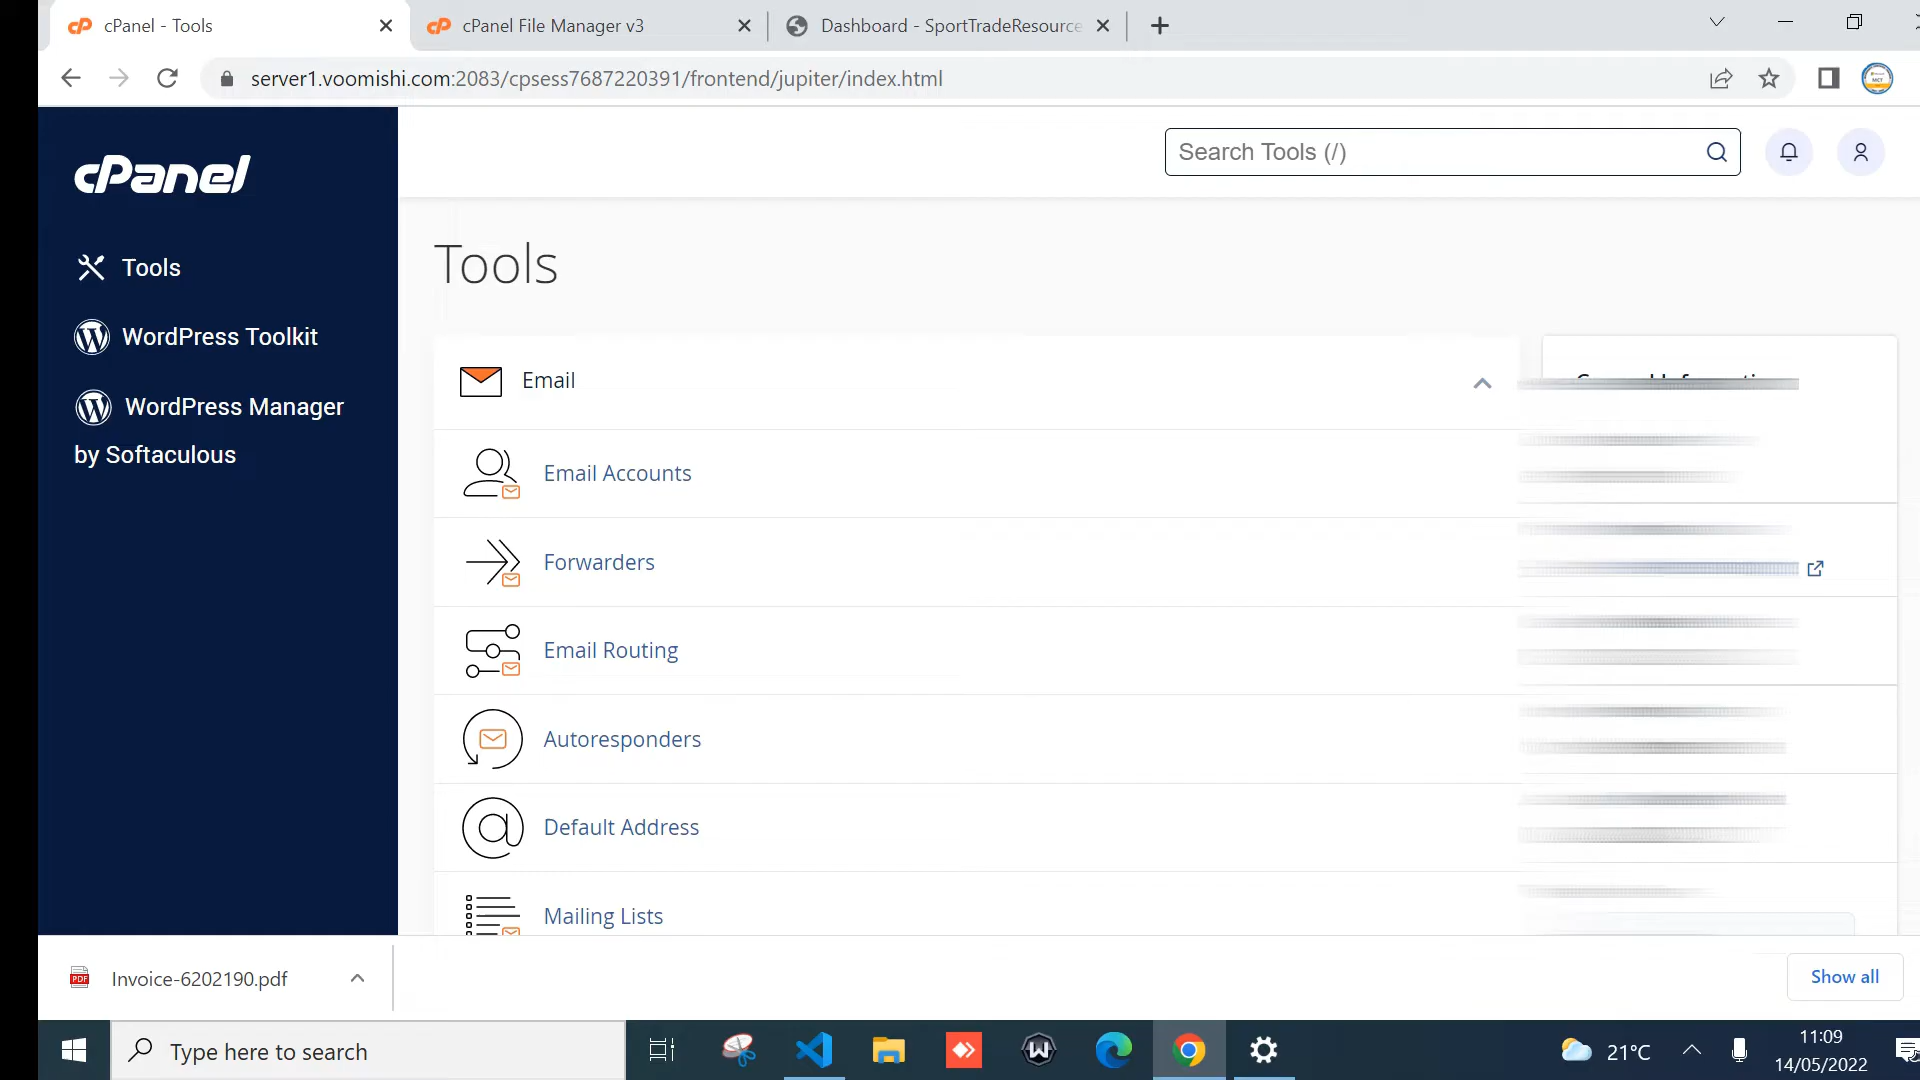 cPanel - Tools
cPanel File Manager v3
Dashboard - SportTradeResource
server1.voomishi.com:2083/cpsess7687220391/frontend/jupiter/index.html
cPanel
Search Tools (/)
Tools
WordPress Toolkit
WordPress Manager
by Softaculous
Tools
Email
Email Accounts
Forwarders
Email Routing
Autoresponders
Default Address
Mailing Lists
PDF
Invoice-6202190.pdf
Show all
Type here to search
21°C
11:09
14/05/2022